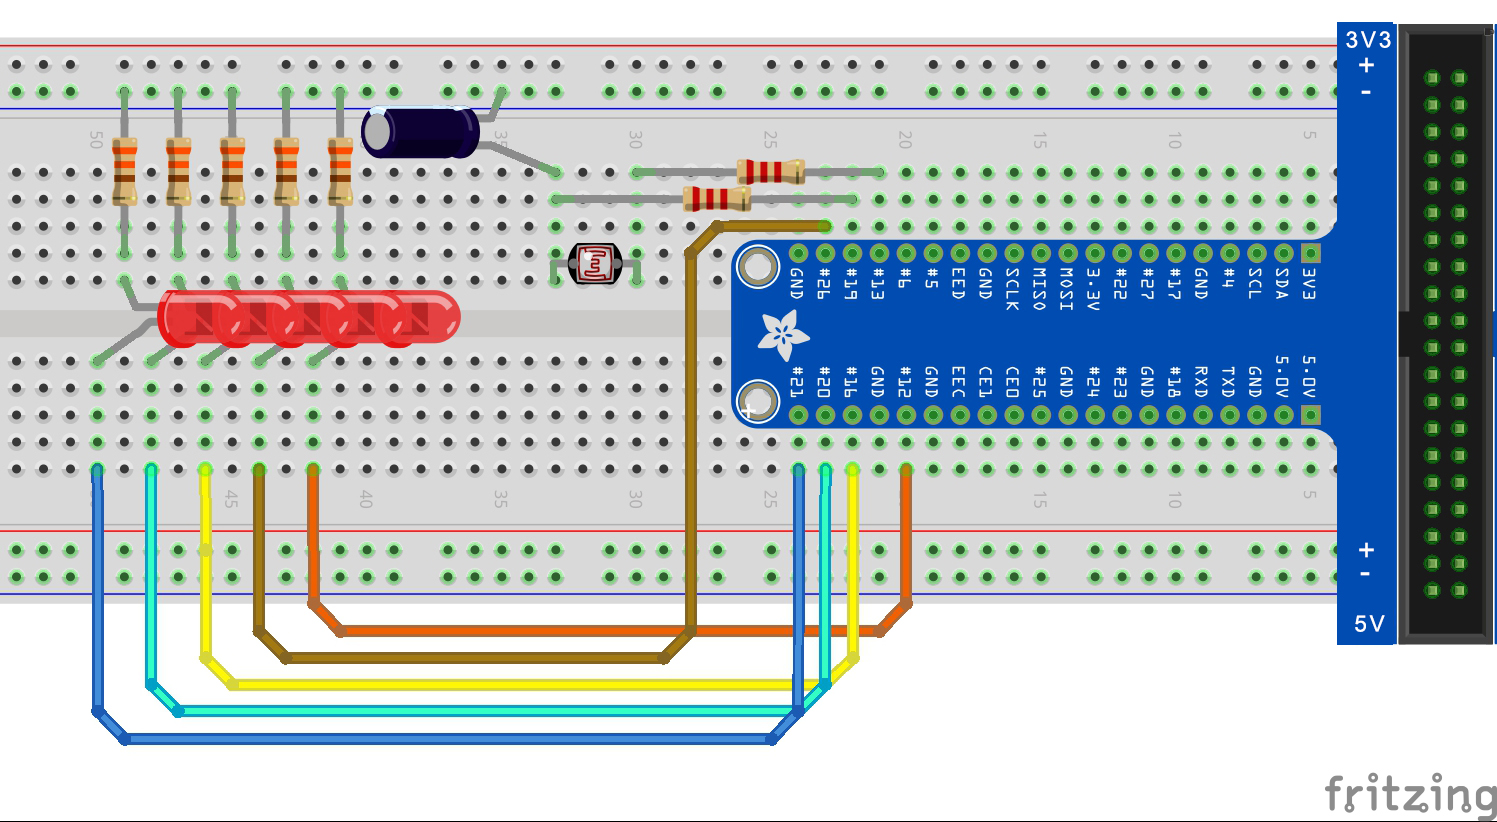 3V3
+
-
50 35 25 20 15 10 5
GND #26 #19 #13 #6 #5 EED GND SCLK MISO MOSI 3.3V #22 #27 #17 GND #4 SCL SDA 3V3
#21 #20 #16 GND #12 GND EEC CE1 CE0 #25 GND #24 #23 GND #18 RXD TXD GND 5.0V 5.0V
+
45 40 35 30 25 15 10 5
+
-
5V
fritzing